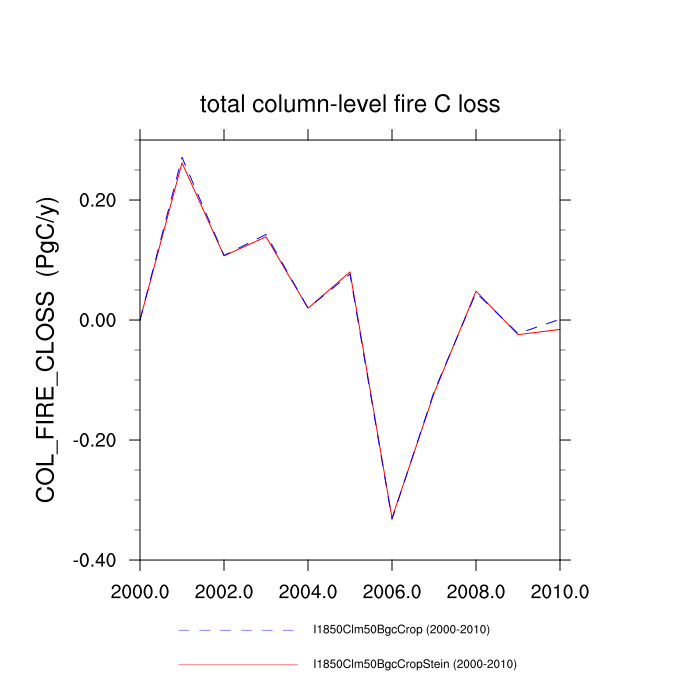 total column-level fire C loss
COL_FIRE_CLOSS (PgC/y)
0.20
0.00
-0.20
-0.40
2000.0 2002.0 2004.0 2006.0 2008.0 2010.0
I1850Clm50BgcCrop (2000-2010)
I1850Clm50BgcCropStein (2000-2010)